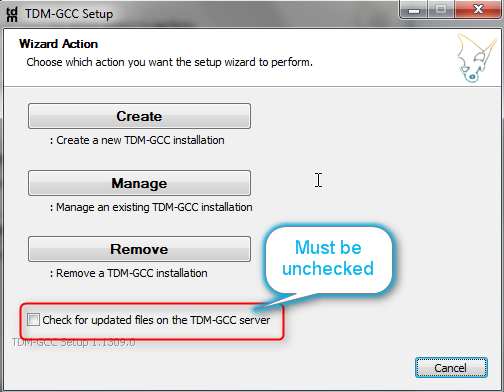 TDM-GCC Setup
Wizard Action
Choose which action you want the setup wizard to perform.
Create
: Create a new TDM-GCC installation
Manage
: Manage an existing TDM-GCC installation
Remove
: Remove a TDM-GCC installation
Must be
unchecked
Check for updated files on the TDM-GCC server
TDM-GCC Setup 1.1309.0
Cancel